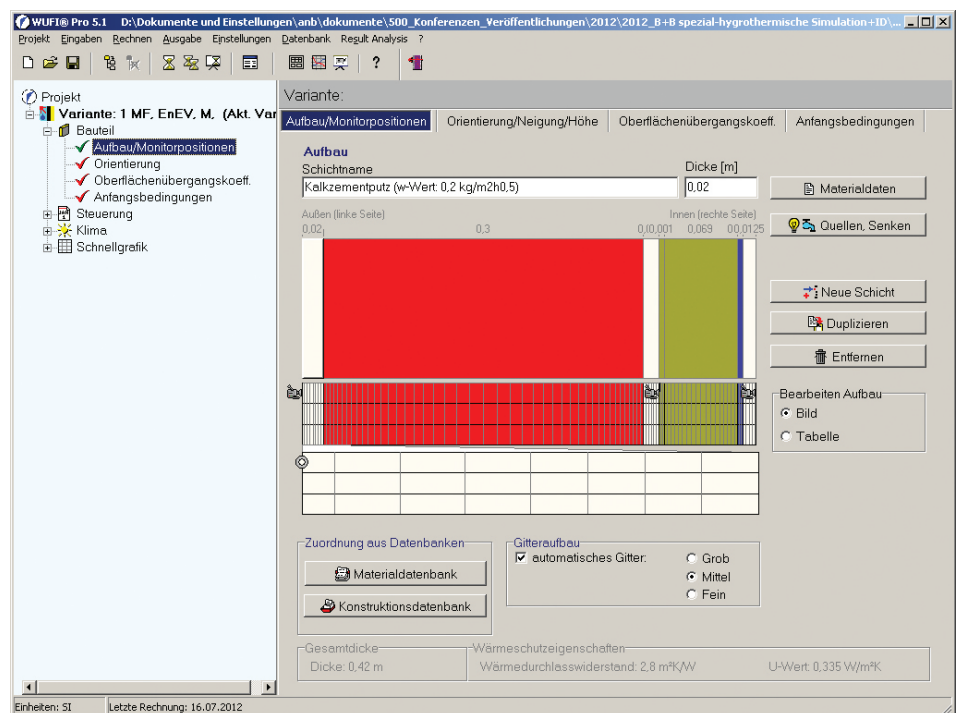 WUFI® Pro 5.1 D:\Dokumente und Einstellungen\anb\dokumente\500_Konferenzen_Veröffentlichungen\2012\2012_B+B spezial-hygrothermische Simulation+ID\...
Projekt Eingaben Rechnen Ausgabe Einstellungen Datenbank Result Analysis ?
Projekt
Variante: 1 MF, EnEV, M, (Akt. Var
Bauteil
Aufbau/Monitorpositionen
Orientierung
Oberflächenübergangskoeff.
Anfangsbedingungen
Steuerung
Klima
Schnellgrafik
Variante:
Aufbau/Monitorpositionen Orientierung/Neigung/Höhe Oberflächenübergangskoeff. Anfangsbedingungen
Aufbau
Schichtname Dicke [m]
Kalkzementputz (w-Wert: 0,2 kg/m2h0,5) 0,02
Materialdaten
Außen (linke Seite) Innen (rechte Seite)
0,02 0,3 0,069
Quellen, Senken
Neue Schicht
Duplizieren
Entfernen
Bearbeiten Aufbau
Bild
Tabelle
Zuordnung aus Datenbanken
Materialdatenbank
Konstruktionsdatenbank
Gitteraufbau
automatisches Gitter:
Grob
Mittel
Fein
Gesamtdicke
Dicke: 0,42 m
Wärmeschutzeigenschaften
Wärmedurchlasswiderstand: 2,8 m²K/W U-Wert: 0,335 W/m²K
Einheiten: SI Letzte Rechnung: 16.07.2012